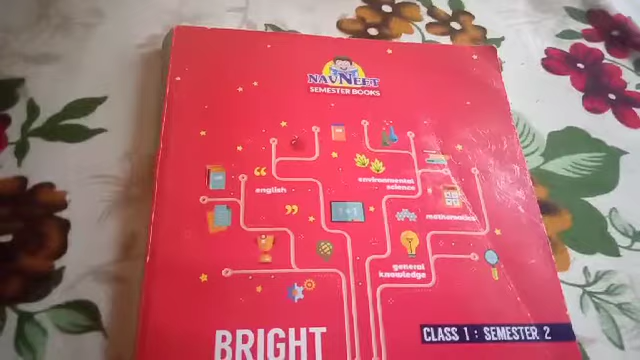 NAVNEET
SEMESTER BOOKS
environmental
science
english
mathematics
general
knowledge
CLASS 1 : SEMESTER 2
BRIGHT